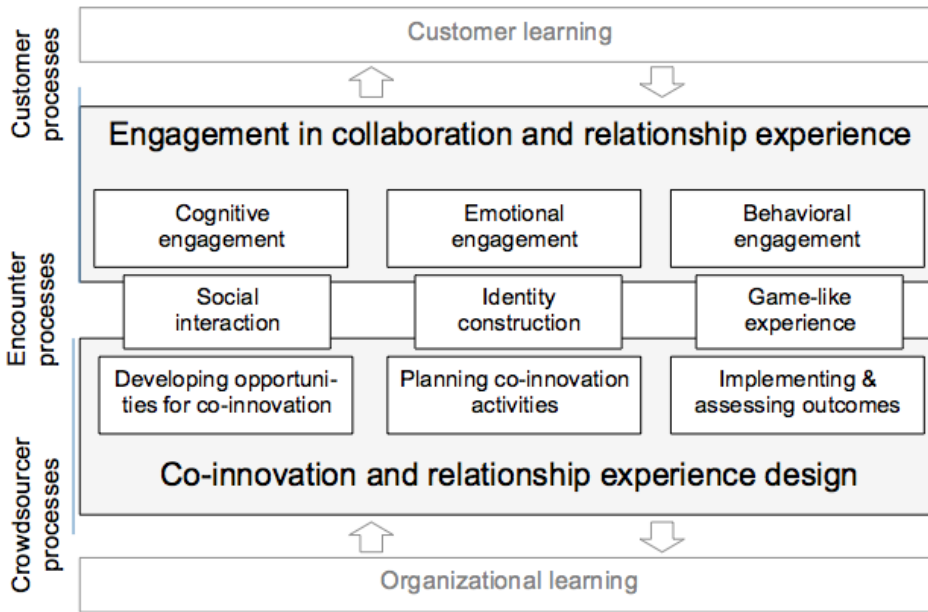 Customer learning
Customer
processes
Engagement in collaboration and relationship experience
Cognitive
engagement
Emotional
engagement
Behavioral
engagement
Encounter
processes
Social
interaction
Identity
construction
Game-like
experience
Developing opportuni-
ties for co-innovation
Planning co-innovation
activities
Implementing &
assessing outcomes
Crowdsourcer
processes
Co-innovation and relationship experience design
Organizational learning